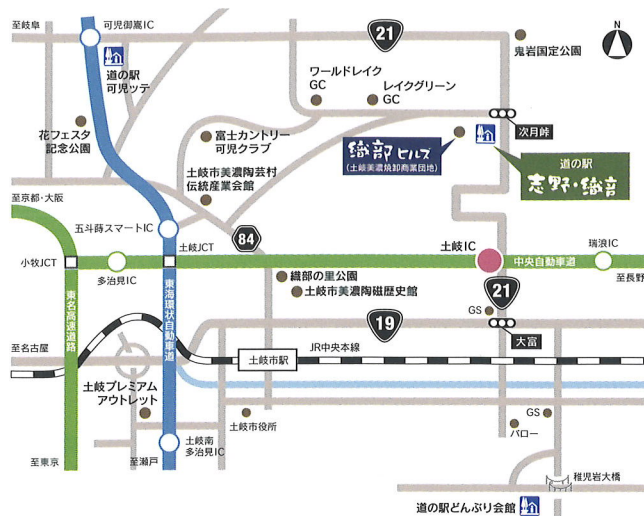 至岐阜
可児御嵩IC
21
鬼岩国定公園
N
道の駅
可児ッテ
ワールドレイク
GC
レイクグリーン
GC
花フェスタ
記念公園
富士カントリー
可児クラブ
次月峠
織部ヒルズ
(土岐美濃焼卸商業団地)
道の駅
志野・織部
土岐市美濃陶芸村
伝統産業会館
至京都・大阪
五斗蒔スマートIC
84
土岐IC
瑞浪IC
小牧JCT
多治見IC
土岐JCT
中央自動車道
至長野
織部の里公園
土岐市美濃陶磁歴史館
東名高速道路
東海環状自動車道
21
GS
19
大富
至名古屋
JR中央本線
土岐市駅
土岐プレミアム
アウトレット
土岐市役所
GS
バロー
土岐南
多治見IC
至東京
至瀬戸
稚児岩大橋
道の駅どんぶり会館